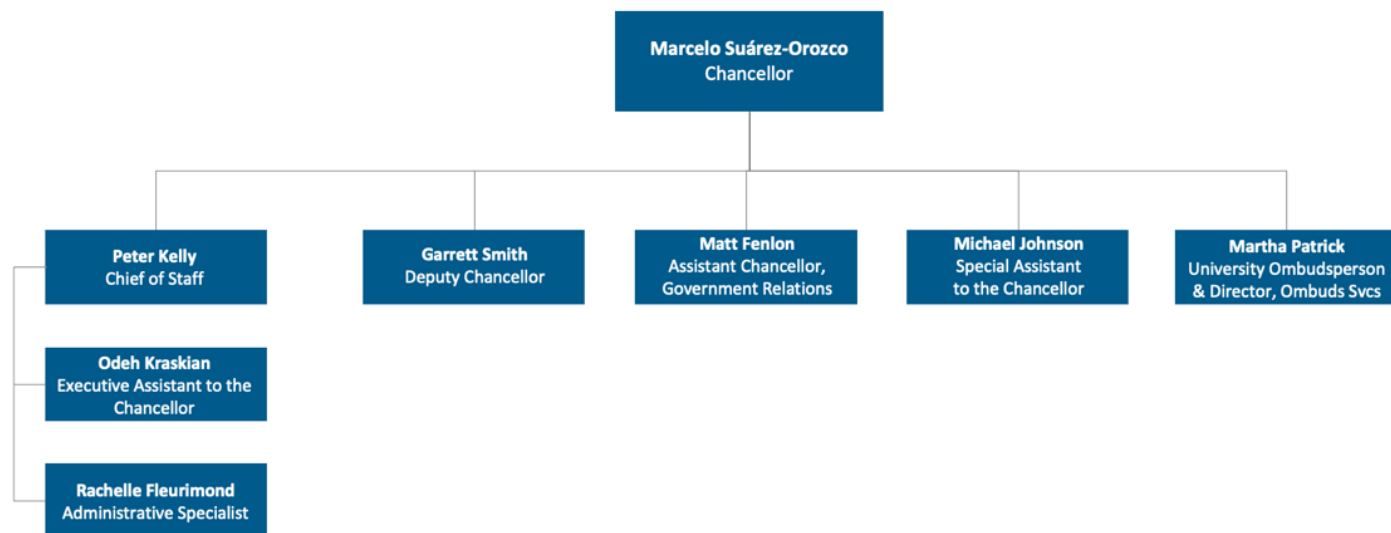 Marcelo Suárez-Orozco
Chancellor
Peter Kelly
Chief of Staff
Garrett Smith
Deputy Chancellor
Matt Fenlon
Assistant Chancellor,
Government Relations
Michael Johnson
Special Assistant
to the Chancellor
Martha Patrick
University Ombudsperson
& Director, Ombuds Svcs
Odeh Kraskian
Executive Assistant to the
Chancellor
Rachelle Fleurimond
Administrative Specialist